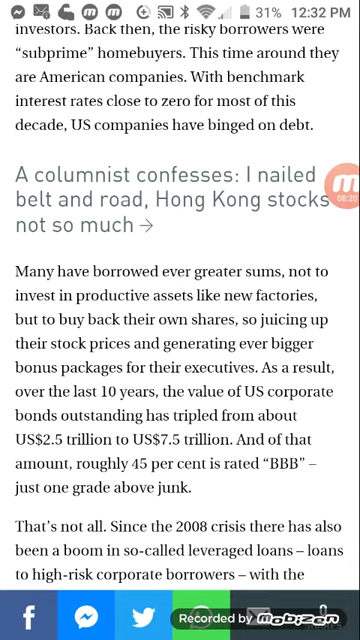 31% 12:32 PM
investors. Back then, the risky borrowers were
“subprime” homebuyers. This time around they
are American companies. With benchmark
interest rates close to zero for most of this
decade, US companies have binged on debt.
A columnist confesses: I nailed
belt and road, Hong Kong stocks
not so much →
08:20
Many have borrowed ever greater sums, not to
invest in productive assets like new factories,
but to buy back their own shares, so juicing up
their stock prices and generating ever bigger
bonus packages for their executives. As a result,
over the last 10 years, the value of US corporate
bonds outstanding has tripled from about
US$2.5 trillion to US$7.5 trillion. And of that
amount, roughly 45 per cent is rated “BBB” –
just one grade above junk.
That’s not all. Since the 2008 crisis there has also
been a boom in so-called leveraged loans – loans
to high-risk corporate borrowers – with the
Recorded by Mobizen